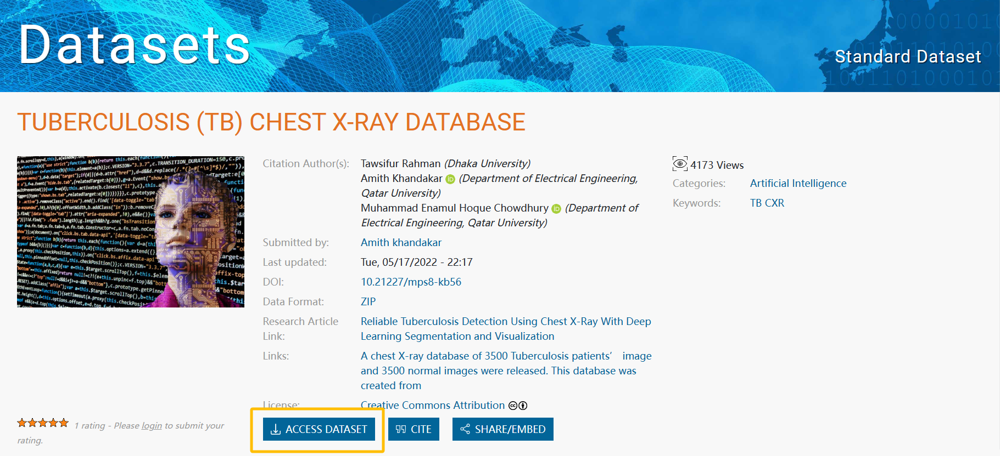 Datasets
Standard Dataset
TUBERCULOSIS (TB) CHEST X-RAY DATABASE
Citation Author(s): Tawsifur Rahman (Dhaka University)
Amith Khandakar iD (Department of Electrical Engineering,
Qatar University)
Muhammad Enamul Hoque Chowdhury iD (Department of
Electrical Engineering, Qatar University)
Submitted by: Amith khandakar
Last updated: Tue, 05/17/2022 - 22:17
DOI: 10.21227/mps8-kb56
Data Format: ZIP
Research Article Link: Reliable Tuberculosis Detection Using Chest X-Ray With Deep
Learning Segmentation and Visualization
Links: A chest X-ray database of 3500 Tuberculosis patients’ image
and 3500 normal images were released. This database was
created from
License: Creative Commons Attribution
4173 Views
Categories: Artificial Intelligence
Keywords: TB CXR
1 rating - Please login to submit your
rating.
ACCESS DATASET
CITE
SHARE/EMBED